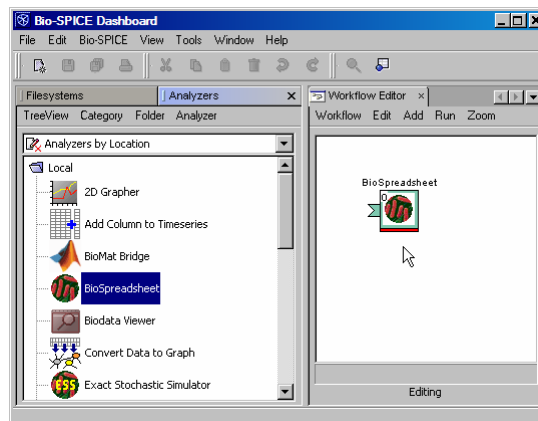 Bio-SPICE Dashboard
File Edit Bio-SPICE View Tools Window Help
Filesystems Analyzers x Workflow Editor x
TreeView Category Folder Analyzer Workflow Edit Add Run Zoom
Analyzers by Location
Local
2D Grapher
Add Column to Timeseries
BioMat Bridge
BioSpreadsheet
Biodata Viewer
Convert Data to Graph
ESS Exact Stochastic Simulator
BioSpreadsheet
0
Editing